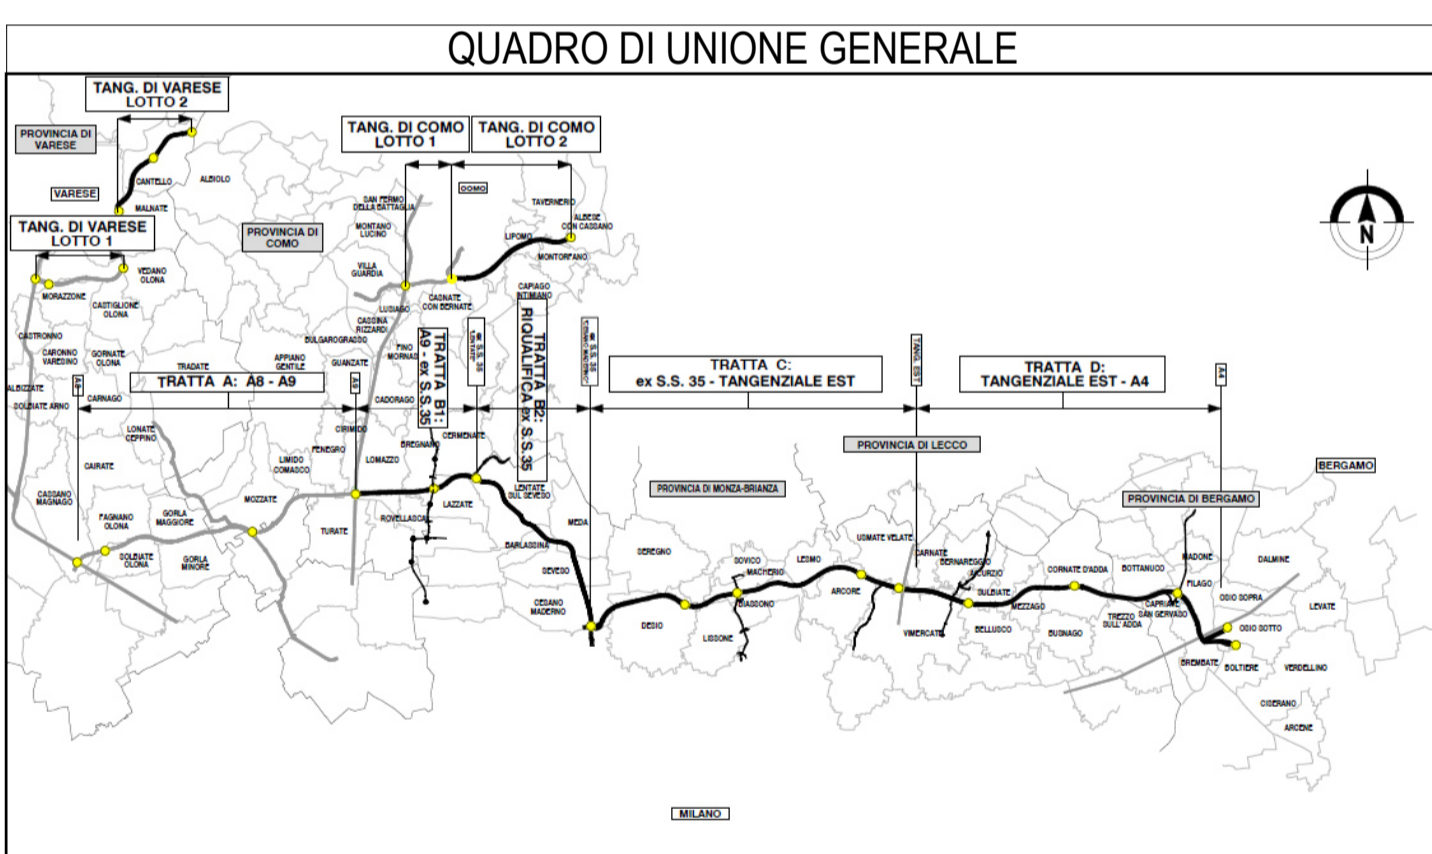 QUADRO DI UNIONE GENERALE
TANG. DI VARESE
LOTTO 2
PROVINCIA DI
VARESE
CANTELLO
ALBIOLO
VARESE
MALNATE
TANG. DI VARESE
LOTTO 1
PROVINCIA DI
COMO
TANG. DI COMO
LOTTO 1
TANG. DI COMO
LOTTO 2
COMO
SAN FERMO
DELLA BATTAGLIA
MONTANO
LUCINO
TAVERNERIO
ALBESE
CON CASSANO
LIPOMO
MONTORFANO
VILLA
GUARDIA
VEDANO
OLONA
MORAZZONE
CASTIGLIONE
OLONA
LUISAGO
CASNATE
CON BERNATE
CAPIAGO
INTIMIANO
CASSINA
RIZZARDI
BULGAROGRASSO
CASTRONNO
CARONNO
VARESINO
GORNATE
OLONA
TRADATE
APPIANO
GENTILE
GUANZATE
FINO
MORNAS
ALBIZZATE
SOLBIATE ARNO
CARNAGO
A8
TRATTA A: A8 - A9
A9
CADORAGO
TRATTA B1:
A9 - ex S.S.35
ex S.S. 35
LENTATE
TRATTA B2:
RIQUALIFICA ex S.S.35
ex S.S. 35
TRATTA C:
ex S.S. 35 - TANGENZIALE EST
TANG. EST
TRATTA D:
TANGENZIALE EST - A4
A4
N
LONATE
CEPPINO
CIRIMIDO
FENEGRO
BREGNANO
CERMENATE
CAIRATE
LIMIDO
COMASCO
LOMAZZO
PROVINCIA DI LECCO
BERGAMO
PROVINCIA DI MONZA-BRIANZA
PROVINCIA DI BERGAMO
CASSANO
MAGNAGO
MOZZATE
LAZZATE
LENTATE
SUL SEVESO
FAGNANO
OLONA
GORLA
MAGGIORE
TURATE
ROVELLASCA
MEDA
SOLBIATE
OLONA
GORLA
MINORE
BARLASSINA
SEVESO
CESANO
MADERNO
SEREGNO
SOVICO
MACHERIO
LESMO
USMATE VELATE
CARNATE
BERNAREGGIO
AICURZIO
SULBIATE
CORNATE D'ADDA
BOTTANUCO
MADONE
DALMINE
FILAGO
OSIO SOPRA
LEVATE
BIASSONO
ARCORE
MEZZAGO
CAPRIATE
SAN GERVASO
TREZZO
SULL'ADDA
DESIO
LISSONE
VIMERCATE
BELLUSCO
BUSNAGO
OSIO SOTTO
BREMBATE
BOLTIERE
VERDELLINO
CISERANO
ARCENE
MILANO